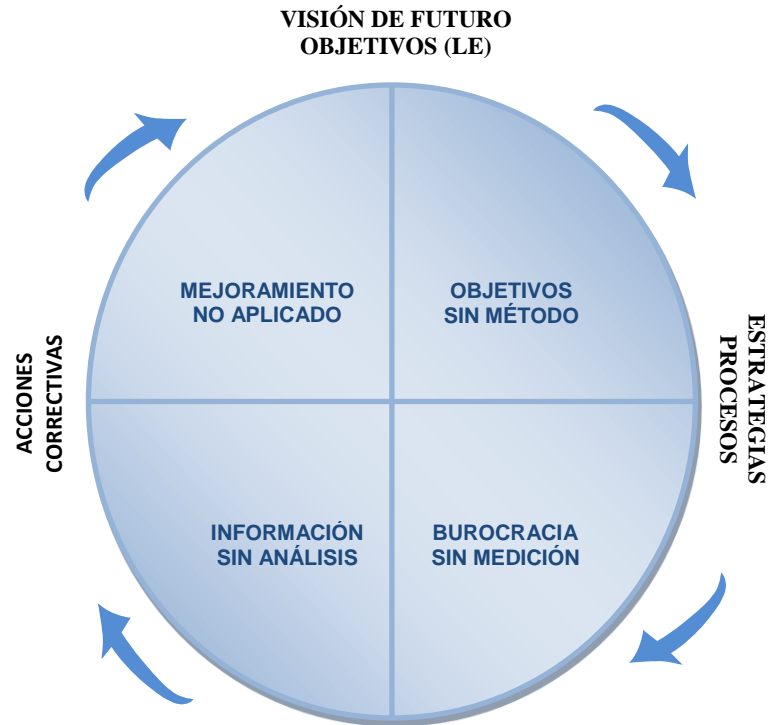 VISIÓN DE FUTURO
OBJETIVOS (LE)
MEJORAMIENTO
NO APLICADO
OBJETIVOS
SIN MÉTODO
ESTRATEGIAS
PROCESOS
ACCIONES
CORRECTIVAS
INFORMACIÓN
SIN ANÁLISIS
BUROCRACIA
SIN MEDICIÓN